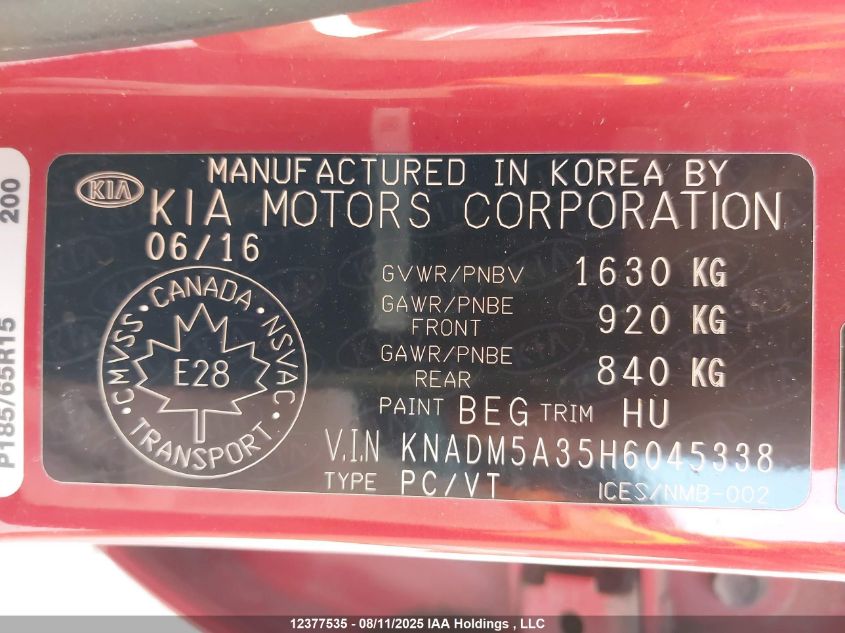 200
P185/65R15
KIA
MANUFACTURED IN KOREA BY
KIA MOTORS CORPORATION
06/16
GVWR/PNBV 1630 KG
GAWR/PNBE FRONT 920 KG
GAWR/PNBE REAR 840 KG
PAINT BEG TRIM HU
V.I.N KNADM5A35H6045338
TYPE PC/VT ICES/NMB-002
CANADA
CMVSS · NSVAC
E28
TRANSPORT
12377535 - 08/11/2025 IAA Holdings , LLC